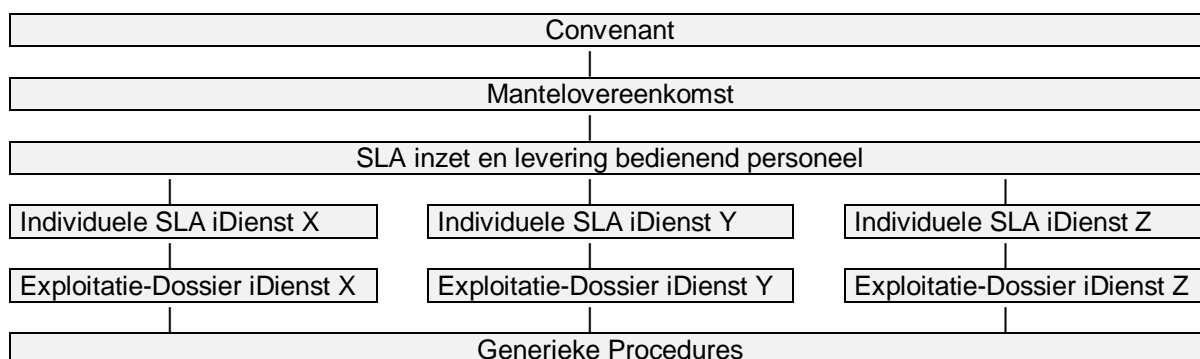 Convenant
Mantelovereenkomst
SLA inzet en levering bedienend personeel
Individuele SLA iDienst X
Individuele SLA iDienst Y
Individuele SLA iDienst Z
Exploitatie-Dossier iDienst X
Exploitatie-Dossier iDienst Y
Exploitatie-Dossier iDienst Z
Generieke Procedures